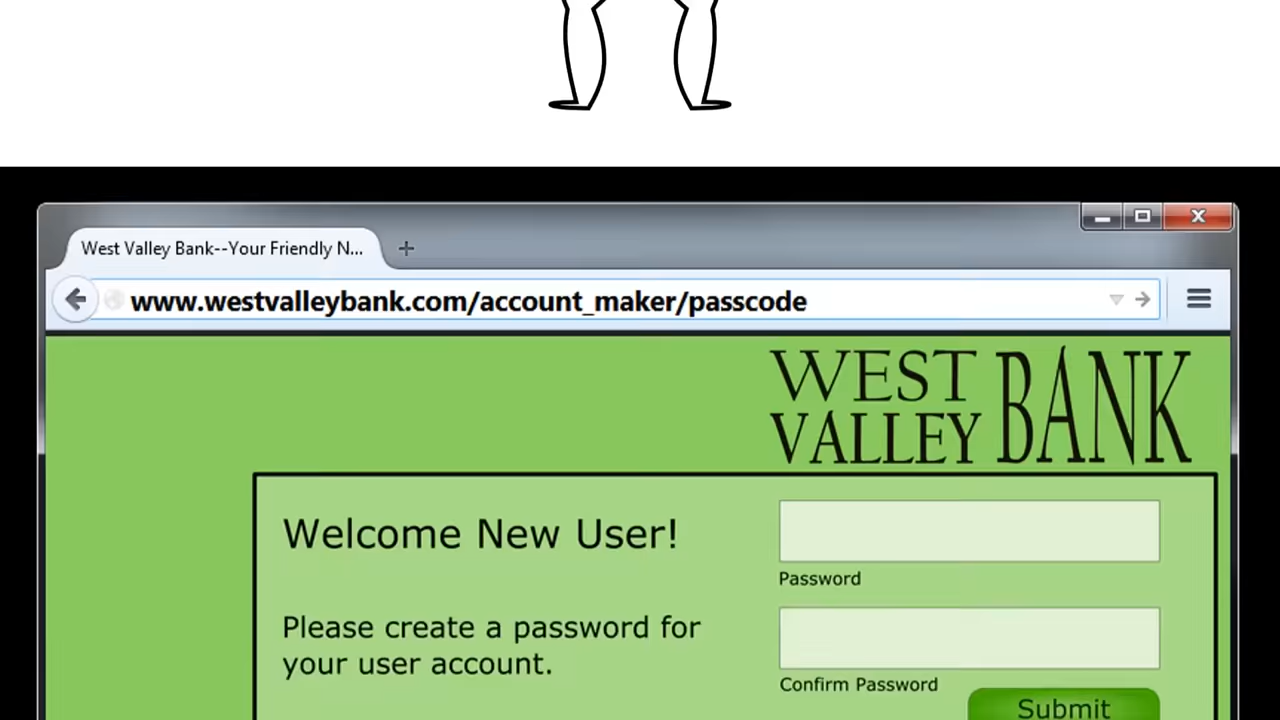 West Valley Bank--Your Friendly N...
www.westvalleybank.com/account_maker/passcode
WEST VALLEY BANK
Welcome New User!
Password
Please create a password for
your user account.
Confirm Password
Submit